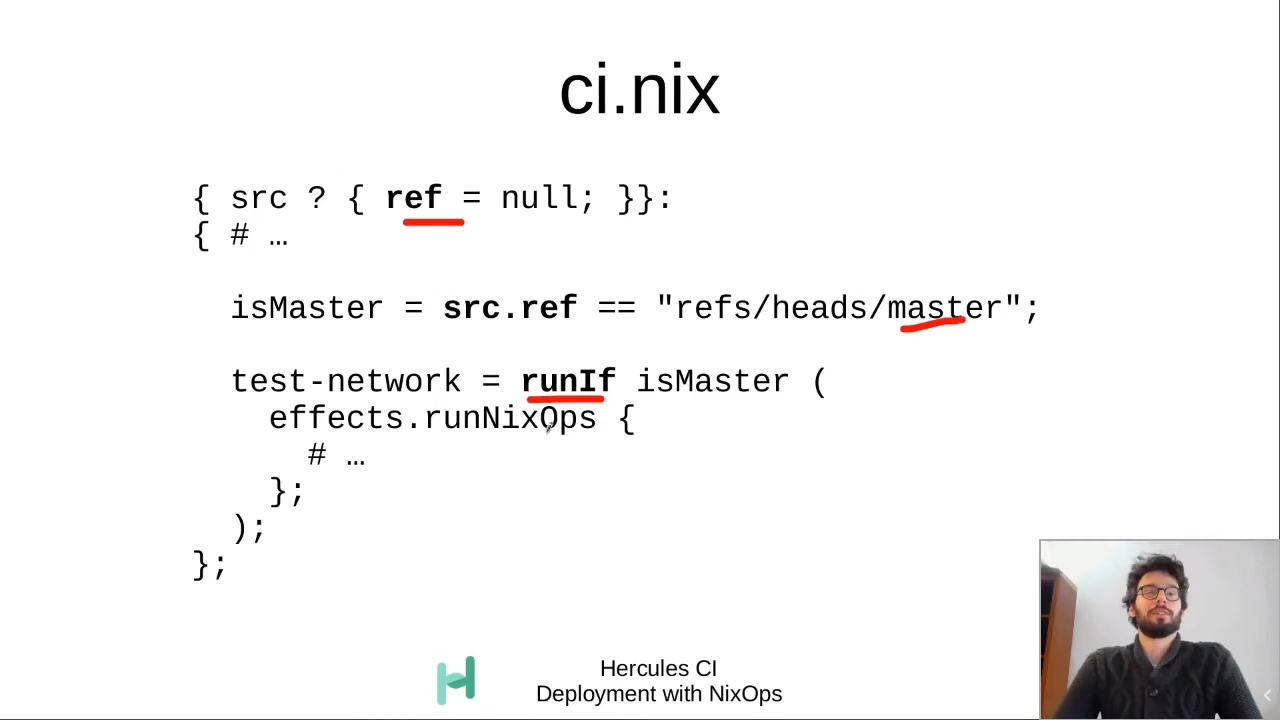 ci.nix
{ src ? { ref = null; }}:
{ # …
isMaster = src.ref == "refs/heads/master";
test-network = runIf isMaster (
effects.runNixOps {
# …
};
);
};
Hercules CI
Deployment with NixOps